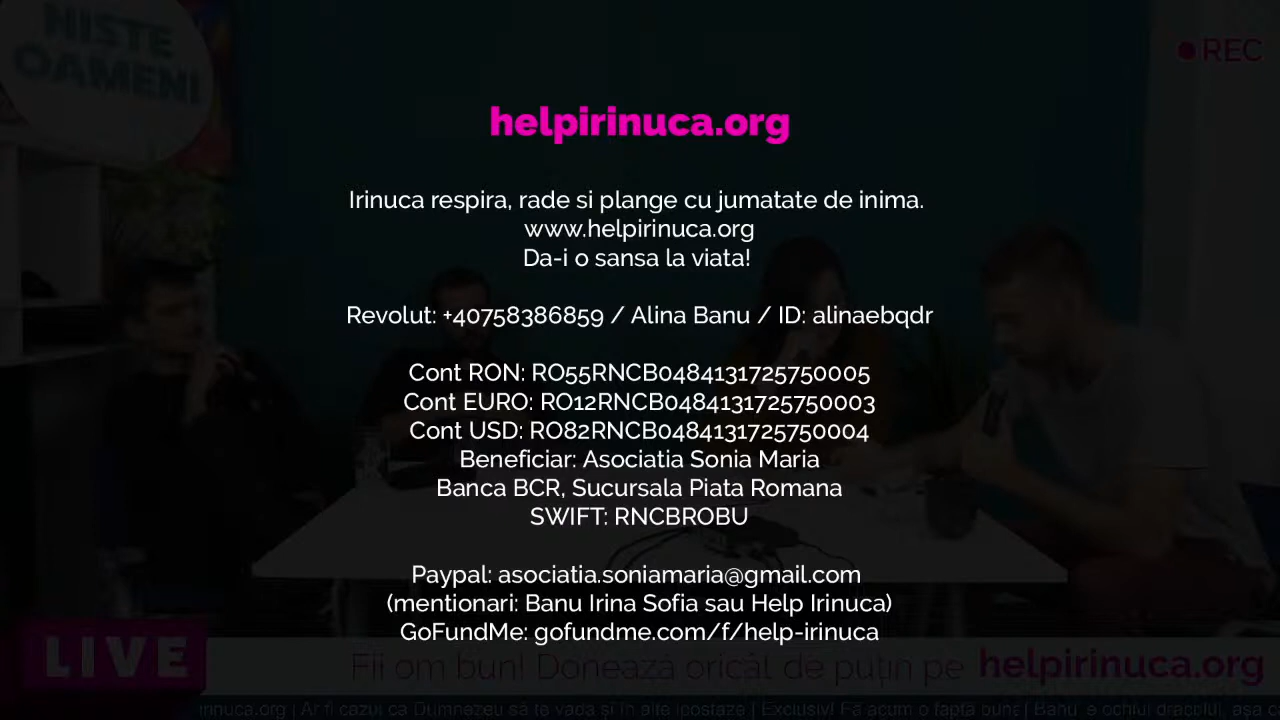 NIȘTE
OAMENI
REC
helpirinuca.org
Irinuca respira, rade si plange cu jumatate de inima.
www.helpirinuca.org
Da-i o sansa la viata!
Revolut: +40758386859 / Alina Banu / ID: alinaebqdr
Cont RON: RO55RNCB0484131725750005
Cont EURO: RO12RNCB0484131725750003
Cont USD: RO82RNCB0484131725750004
Beneficiar: Asociatia Sonia Maria
Banca BCR, Sucursala Piata Romana
SWIFT: RNCBROBU
Paypal: asociatia.soniamaria@gmail.com
(mentionari: Banu Irina Sofia sau Help Irinuca)
GoFundMe: gofundme.com/f/help-irinuca
LIVE
Fii om bun! Donează oricât de puțin pe helpirinuca.org